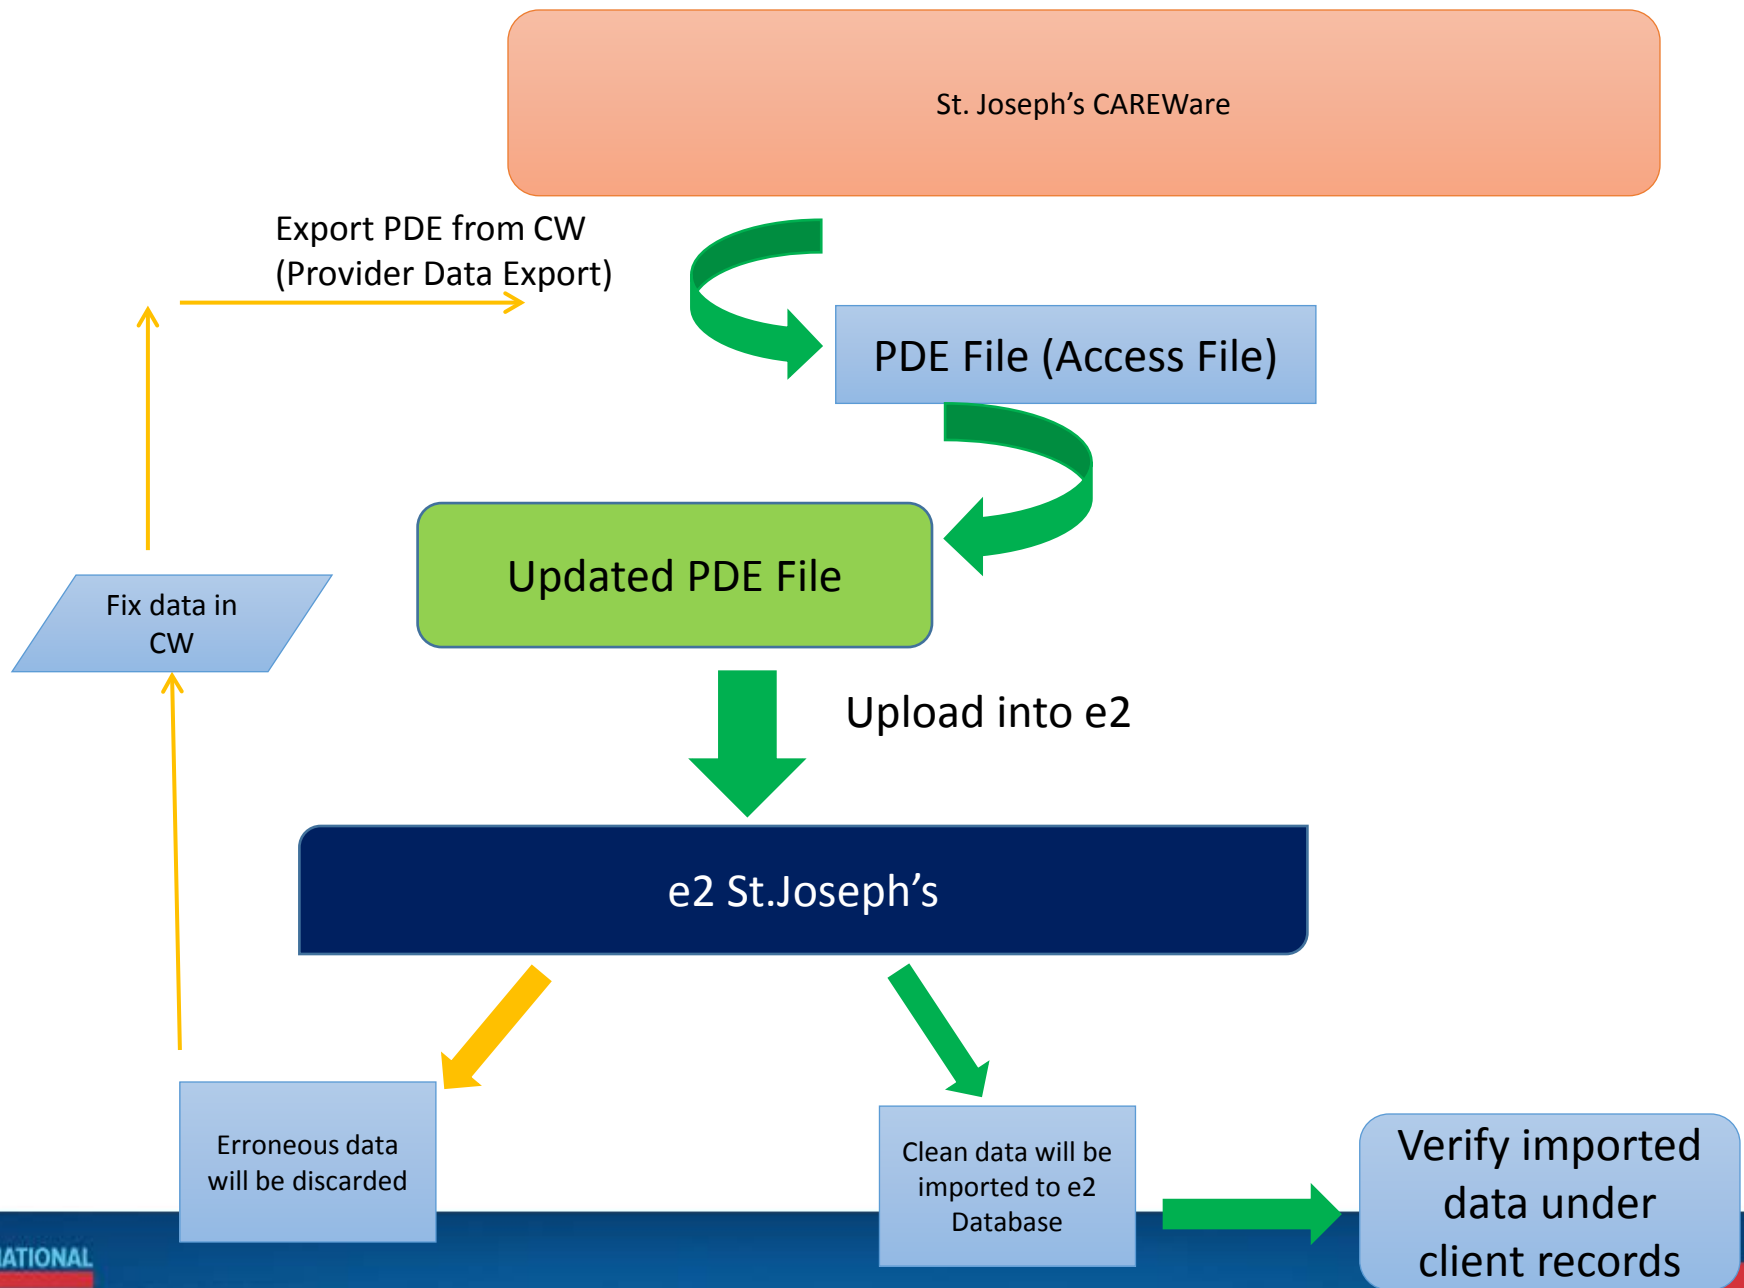 St. Joseph’s CAREWare
Export PDE from CW
(Provider Data Export)
PDE File (Access File)
Updated PDE File
Fix data in
CW
Upload into e2
e2 St.Joseph’s
Erroneous data
will be discarded
Clean data will be
imported to e2
Database
Verify imported
data under
client records